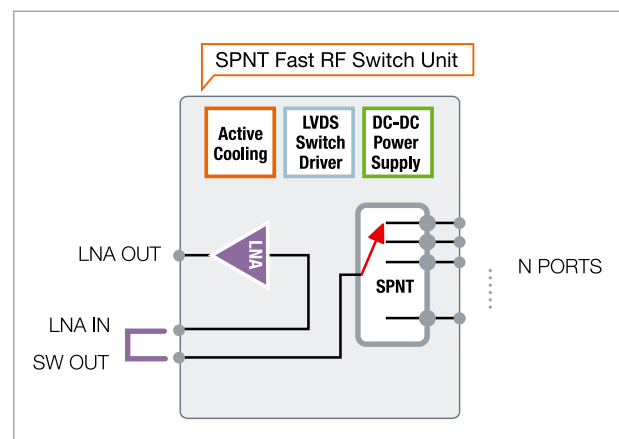 SPNT Fast RF Switch Unit
Active
Cooling
LVDS
Switch
Driver
DC-DC
Power
Supply
LNA OUT
LNA
LNA IN
SW OUT
SPNT
N PORTS